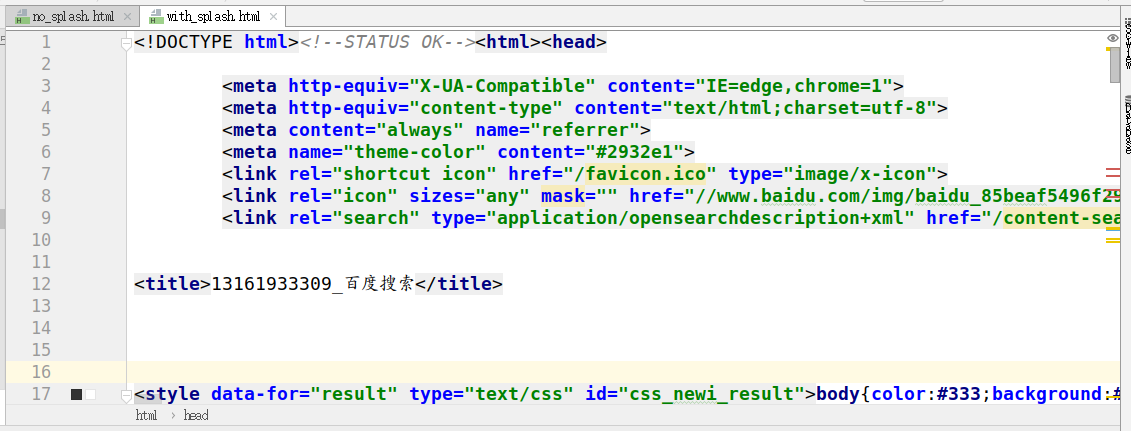 no_splash.html × with_splash.html ×
1 <!DOCTYPE html><!--STATUS OK--><html><head>
2
3 <meta http-equiv="X-UA-Compatible" content="IE=edge,chrome=1">
4 <meta http-equiv="content-type" content="text/html;charset=utf-8">
5 <meta content="always" name="referrer">
6 <meta name="theme-color" content="#2932e1">
7 <link rel="shortcut icon" href="/favicon.ico" type="image/x-icon">
8 <link rel="icon" sizes="any" mask="" href="//www.baidu.com/img/baidu_85beaf5496f29
9 <link rel="search" type="application/opensearchdescription+xml" href="/content-sea
10
11
12 <title>13161933309_百度搜索</title>
13
14
15
16
17 <style data-for="result" type="text/css" id="css_newi_result">body{color:#333;background:#
html › head